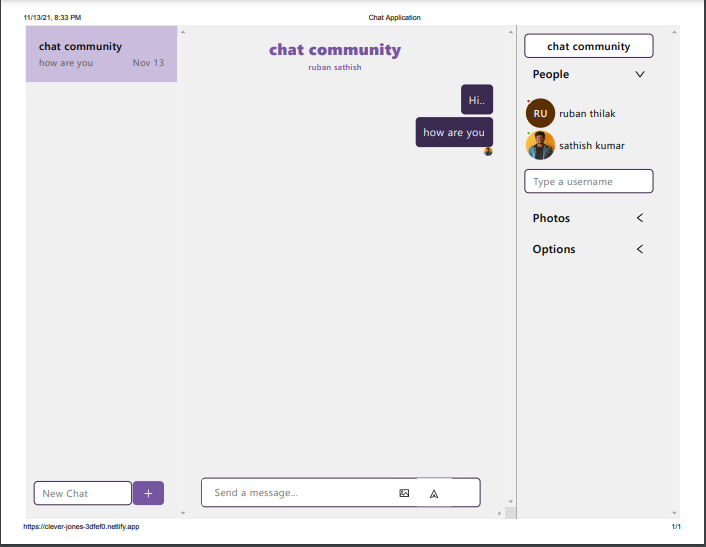 11/13/21, 8:33 PM
Chat Application
chat community
how are you
Nov 13
New Chat
+
chat community
ruban sathish
Hi..
how are you
Send a message...
chat community
People
RU
ruban thilak
sathish kumar
Type a username
Photos
Options
https://clever-jones-3dfef0.netlify.app
1/1